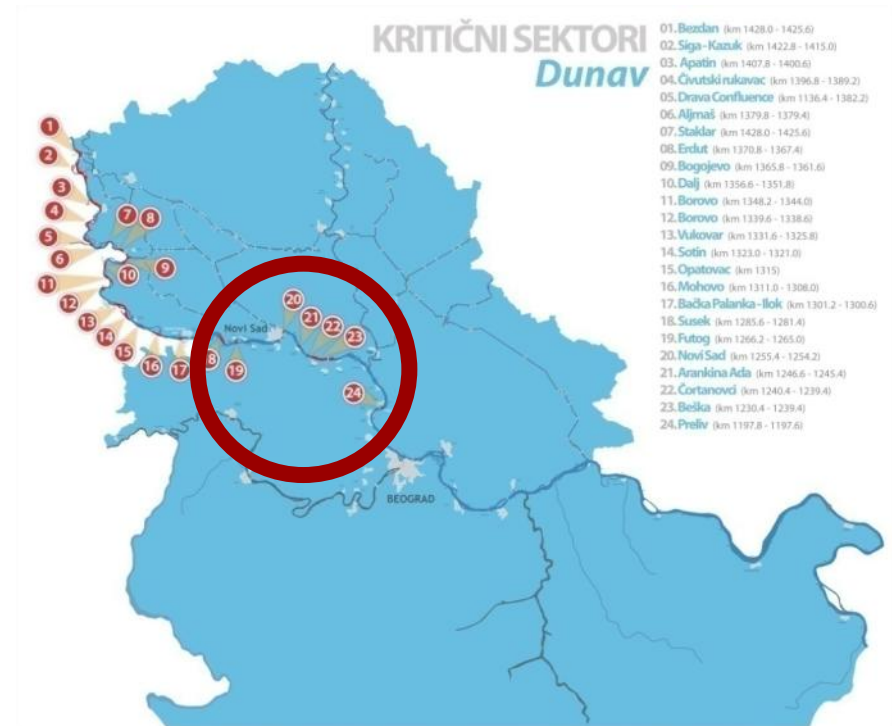 KRITIČNI SEKTORI
Dunav
01. Bezdan (km 1428.0 - 1425.6)
02. Siga - Kazuk (km 1422.8 - 1415.0)
03. Apatin (km 1407.8 - 1400.6)
04. Čivutski rukavac (km 1396.8 - 1389.2)
05. Drava Confluence (km 1136.4 - 1382.2)
06. Aljmaš (km 1379.8 - 1379.4)
07. Staklar (km 1428.0 - 1425.6)
08. Erdut (km 1370.8 - 1367.4)
09. Bogojevo (km 1365.8 - 1361.6)
10. Dalj (km 1356.6 - 1351.8)
11. Borovo (km 1348.2 - 1344.0)
12. Borovo (km 1339.6 - 1338.6)
13. Vukovar (km 1331.6 - 1325.8)
14. Sotin (km 1323.0 - 1321.0)
15. Opatovac (km 1315)
16. Mohovo (km 1311.0 - 1308.0)
17. Bačka Palanka - Ilok (km 1301.2 - 1300.6)
18. Susek (km 1285.6 - 1281.4)
19. Futog (km 1266.2 - 1265.0)
20. Novi Sad (km 1255.4 - 1254.2)
21. Arankina Ada (km 1246.6 - 1245.4)
22. Čortanovci (km 1240.4 - 1239.4)
23. Beška (km 1230.4 - 1239.4)
24. Preliv (km 1197.8 - 1197.6)
1
2
3
4
5
6
7
8
9
10
11
12
13
14
15
16
17
8
19
20
21
22
23
24
Novi Sad
BEOGRAD